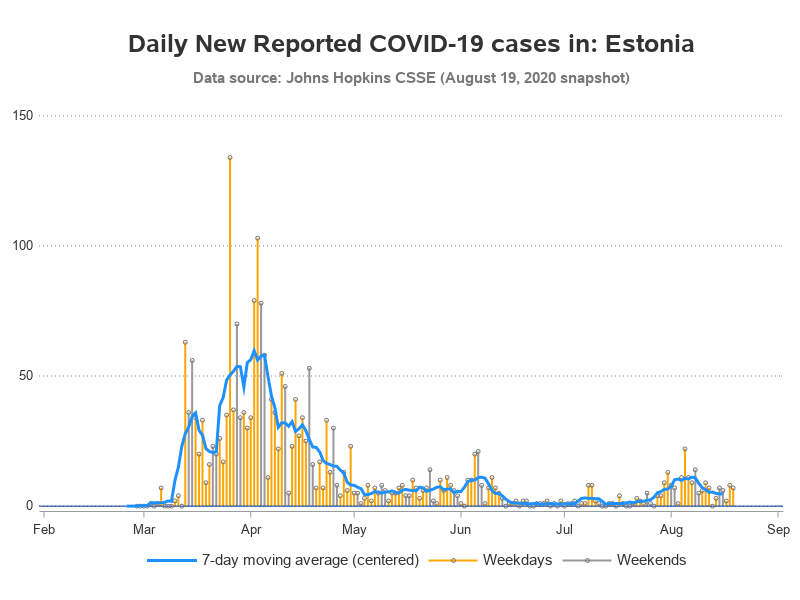 Daily New Reported COVID-19 cases in: Estonia
Data source: Johns Hopkins CSSE (August 19, 2020 snapshot)
150
100
50
0
Feb Mar Apr May Jun Jul Aug Sep
7-day moving average (centered) Weekdays Weekends